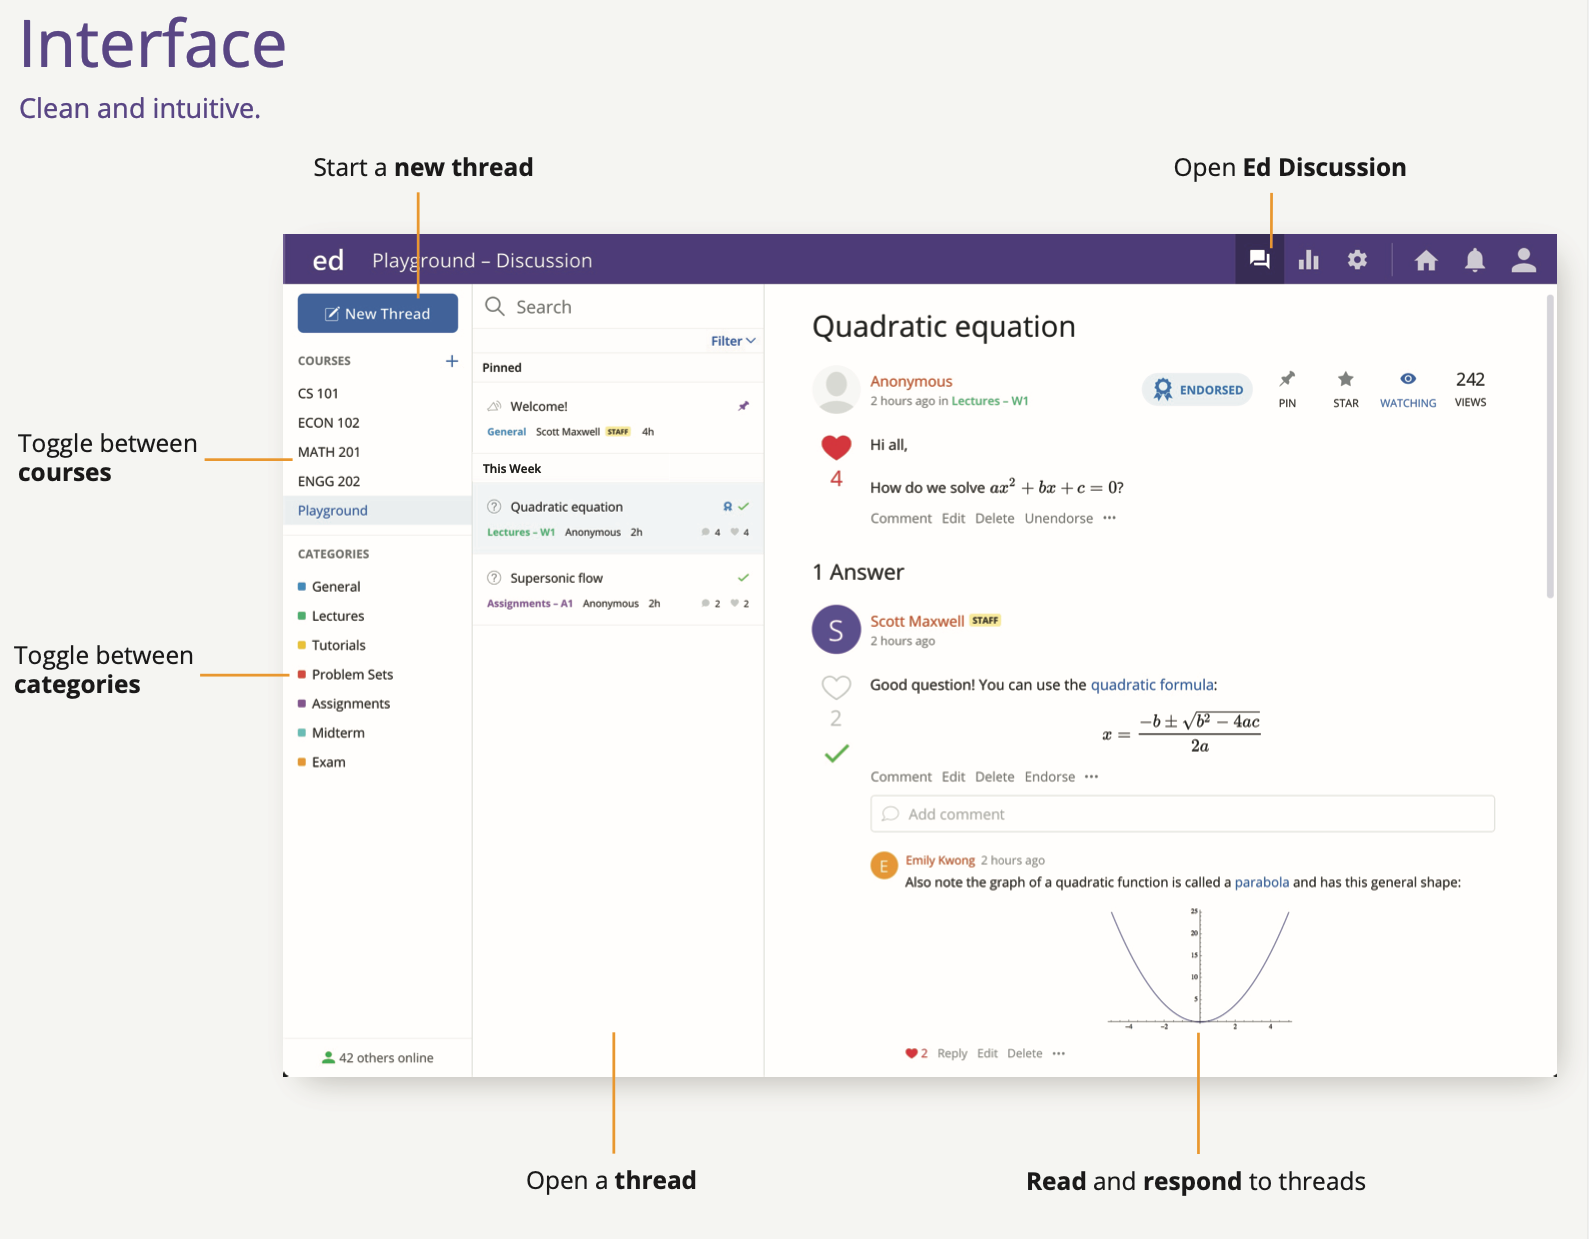 Interface
Clean and intuitive.
Start a new thread
Open Ed Discussion
ed
Playground – Discussion
New Thread
COURSES +
CS 101
ECON 102
MATH 201
ENGG 202
Playground
CATEGORIES
General
Lectures
Tutorials
Problem Sets
Assignments
Midterm
Exam
42 others online
Toggle between
courses
Toggle between
categories
Search
Filter
Pinned
Welcome!
General Scott Maxwell STAFF 4h
This Week
Quadratic equation
Lectures – W1 Anonymous 2h 4 4
Supersonic flow
Assignments – A1 Anonymous 2h 2 2
Quadratic equation
Anonymous
2 hours ago in Lectures – W1
ENDORSED
PIN
STAR
WATCHING
242
VIEWS
4
Hi all,
How do we solve ax² + bx + c = 0?
Comment Edit Delete Unendorse ···
1 Answer
S
Scott Maxwell STAFF
2 hours ago
2
Good question! You can use the quadratic formula:
x = (−b ± √(b² − 4ac)) / 2a
Comment Edit Delete Endorse ···
Add comment
E
Emily Kwong 2 hours ago
Also note the graph of a quadratic function is called a parabola and has this general shape:
25
20
15
10
5
-4 -2 2 4
2 Reply Edit Delete ···
Open a thread
Read and respond to threads